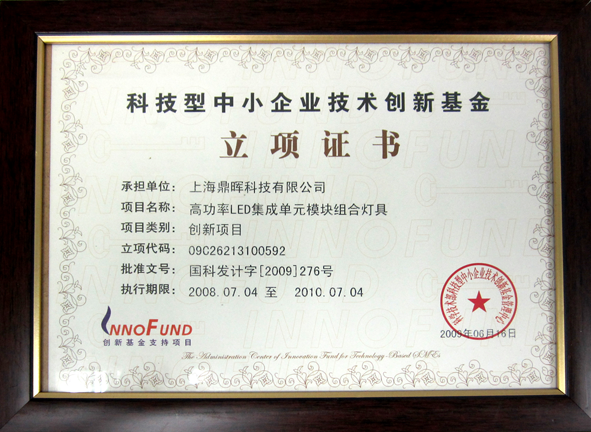 科技型中小企业技术创新基金
立项证书
承担单位: 上海鼎晖科技有限公司
项目名称: 高功率LED集成单元模块组合灯具
项目类别: 创新项目
立项代码: 09C26213100592
批准文号: 国科发计字[2009]276号
执行期限: 2008.07.04 至 2010.07.04
INNOFUND
创新基金支持项目
2009年06月16日
The Administration Center of Innovation Fund for Technology-Based SMEs